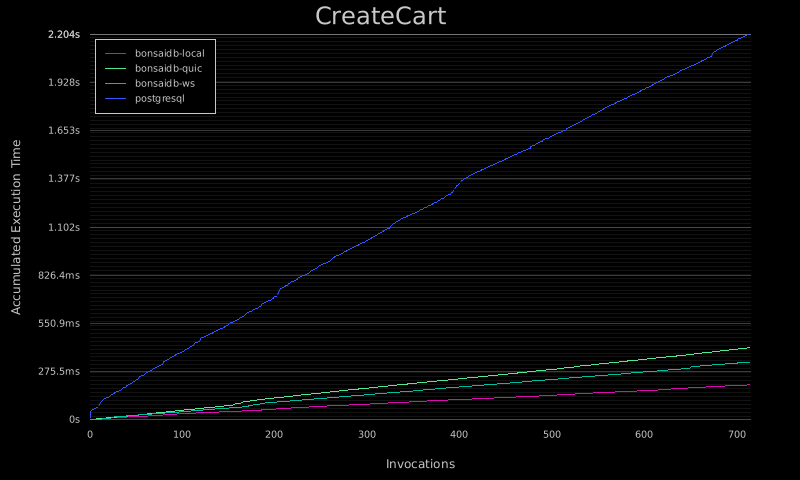 CreateCart
2.204s
bonsaidb-local
bonsaidb-quic
bonsaidb-ws
postgresql
1.928s
1.653s
1.377s
1.102s
826.4ms
550.9ms
275.5ms
0s
Accumulated Execution Time
0 100 200 300 400 500 600 700
Invocations